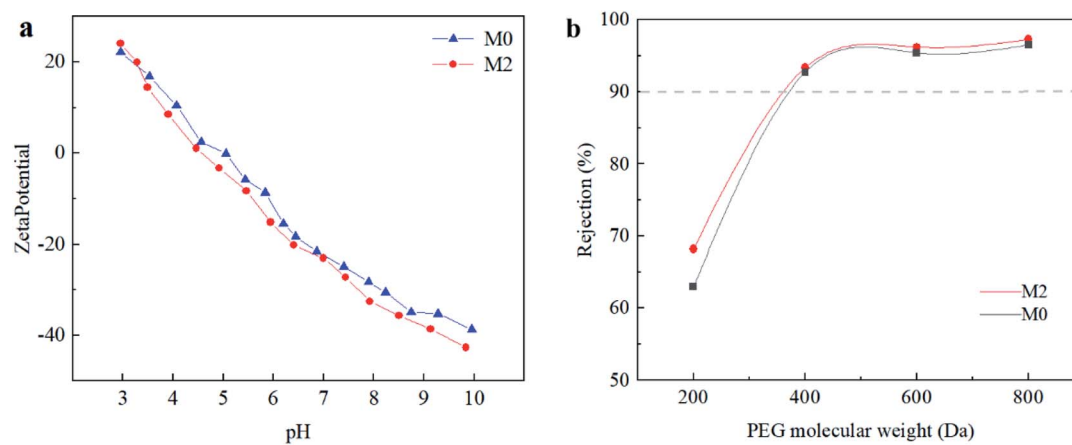 a
M0
M2
20
0
-20
-40
ZetaPotential
3 4 5 6 7 8 9 10
pH
b
100
90
80
70
60
50
Rejection (%)
M2
M0
200 400 600 800
PEG molecular weight (Da)